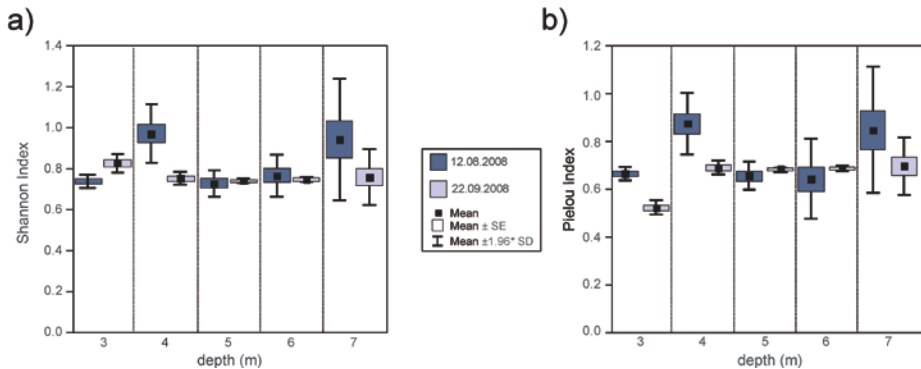 a)
Shannon Index
1.4
1.2
1.0
0.8
0.6
0.4
0.2
0.0
3 4 5 6 7
depth (m)
12.08.2008
22.09.2008
Mean
Mean ± SE
Mean ±1.96* SD
b)
Pielou Index
1.2
1.0
0.8
0.6
0.4
0.2
0.0
3 4 5 6 7
depth (m)